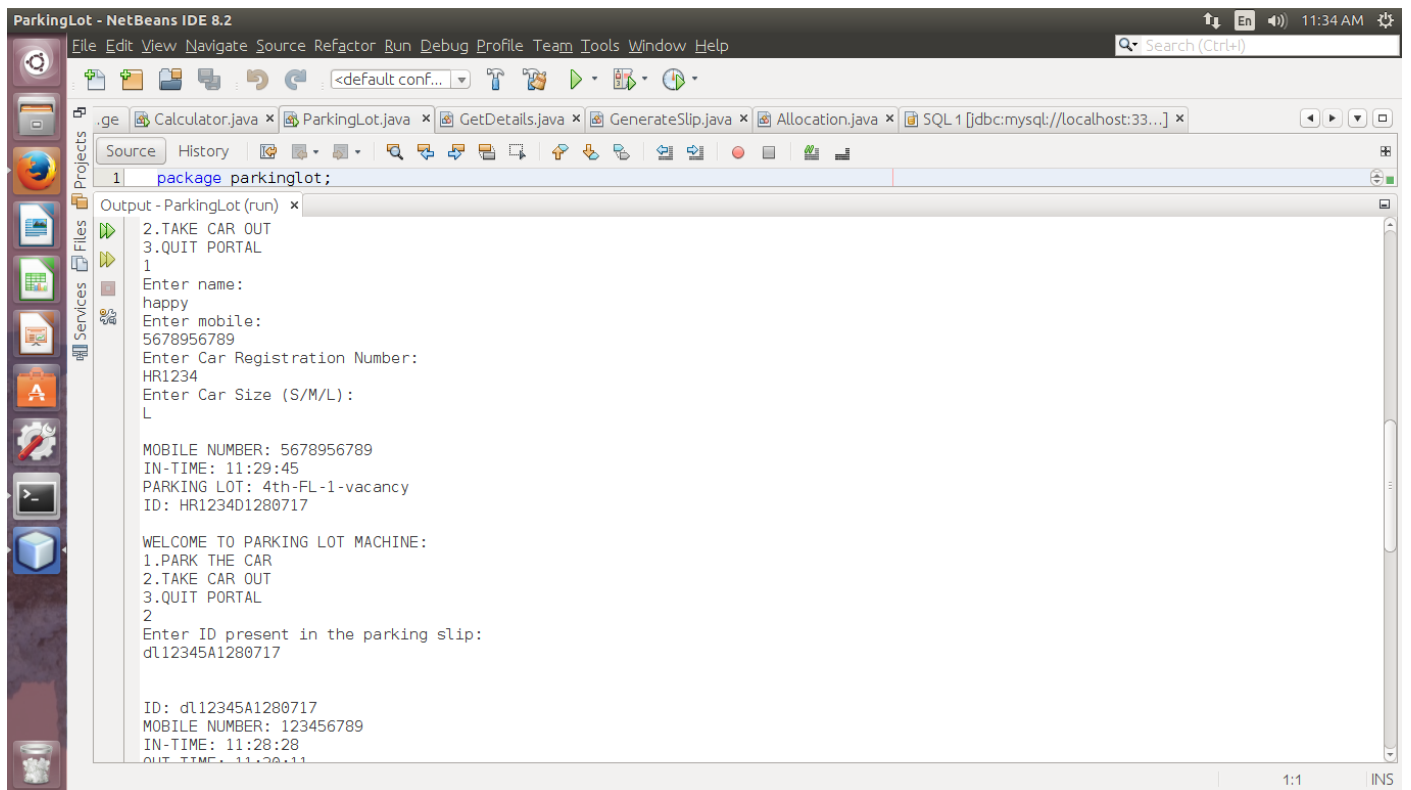 ParkingLot - NetBeans IDE 8.2 En 11:34 AM
File Edit View Navigate Source Refactor Run Debug Profile Team Tools Window Help Search (Ctrl+I)
<default conf...
.ge Calculator.java ParkingLot.java GetDetails.java GenerateSlip.java Allocation.java SQL 1 [jdbc:mysql://localhost:33...]
Source History
1 package parkinglot;
Projects
Files
Services
Output - ParkingLot (run)
2.TAKE CAR OUT
3.QUIT PORTAL
1
Enter name:
happy
Enter mobile:
5678956789
Enter Car Registration Number:
HR1234
Enter Car Size (S/M/L):
L
MOBILE NUMBER: 5678956789
IN-TIME: 11:29:45
PARKING LOT: 4th-FL-1-vacancy
ID: HR1234D1280717
WELCOME TO PARKING LOT MACHINE:
1.PARK THE CAR
2.TAKE CAR OUT
3.QUIT PORTAL
2
Enter ID present in the parking slip:
dl12345A1280717
ID: dl12345A1280717
MOBILE NUMBER: 123456789
IN-TIME: 11:28:28
OUT-TIME:
1:1 INS